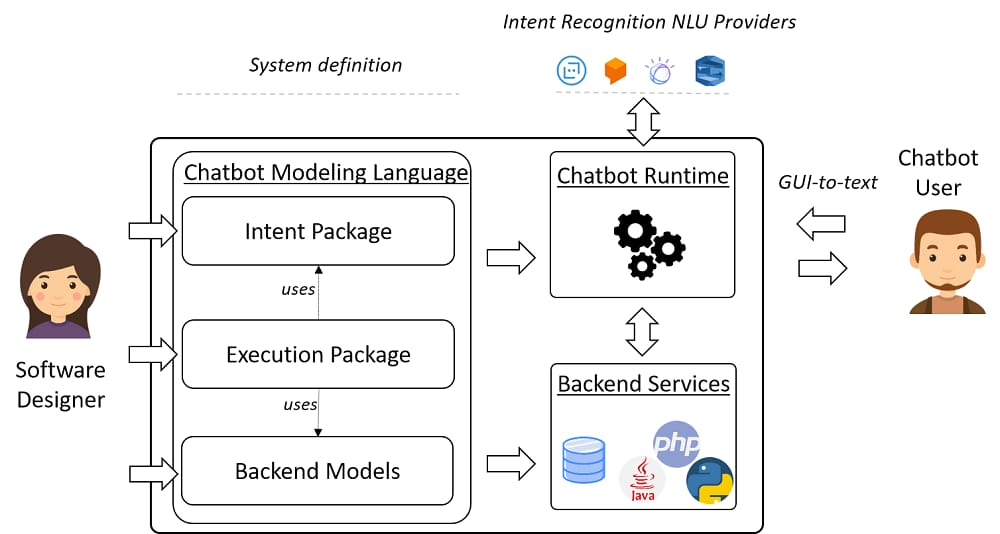 Intent Recognition NLU Providers
System definition
Chatbot Modeling Language
Intent Package
uses
Execution Package
uses
Backend Models
Chatbot Runtime
Backend Services
php
Java
GUI-to-text
Chatbot
User
Software
Designer